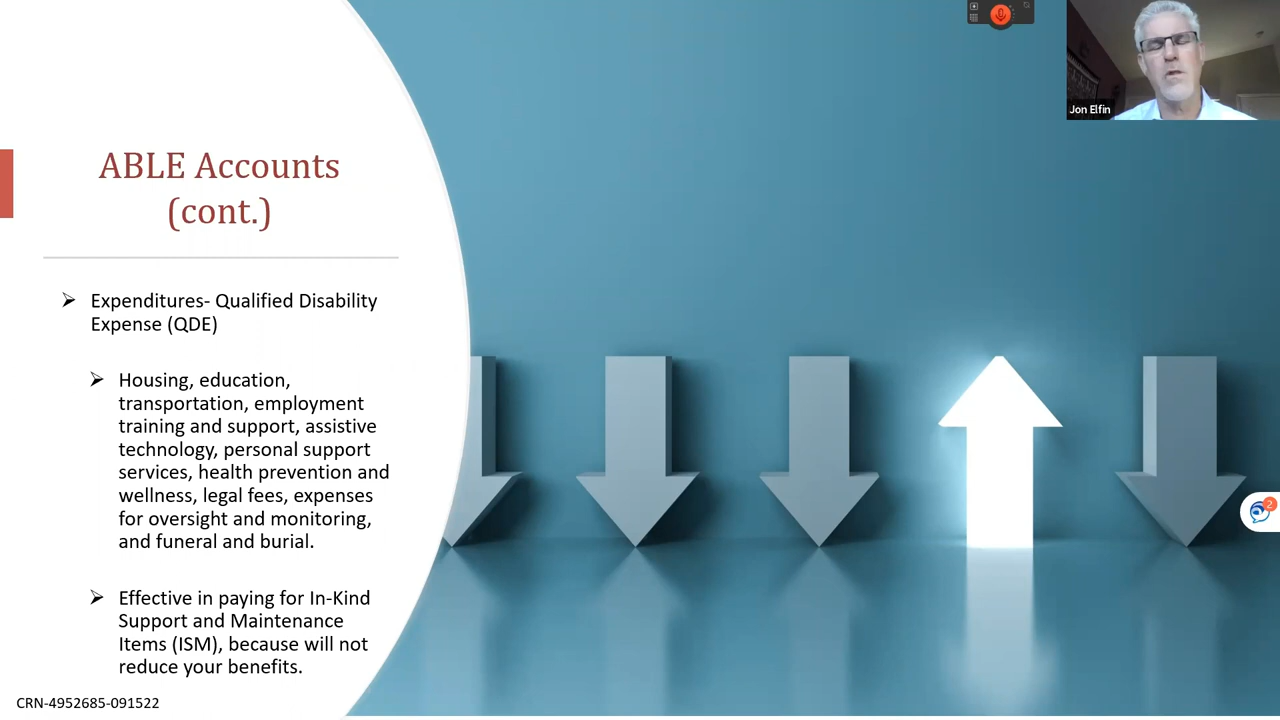 Jon Elfin
ABLE Accounts
(cont.)
Expenditures- Qualified Disability
Expense (QDE)
Housing, education,
transportation, employment
training and support, assistive
technology, personal support
services, health prevention and
wellness, legal fees, expenses
for oversight and monitoring,
and funeral and burial.
Effective in paying for In-Kind
Support and Maintenance
Items (ISM), because will not
reduce your benefits.
2
CRN-4952685-091522